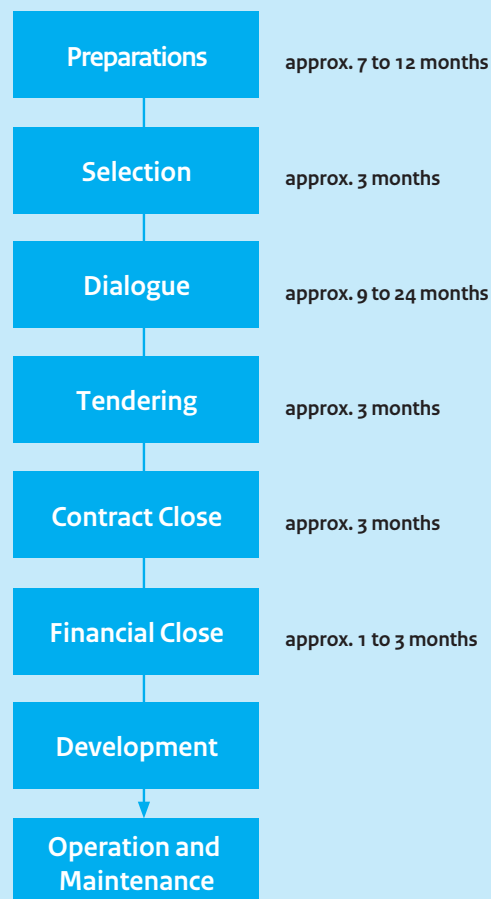 Preparations
approx. 7 to 12 months
Selection
approx. 3 months
Dialogue
approx. 9 to 24 months
Tendering
approx. 3 months
Contract Close
approx. 3 months
Financial Close
approx. 1 to 3 months
Development
Operation and
Maintenance